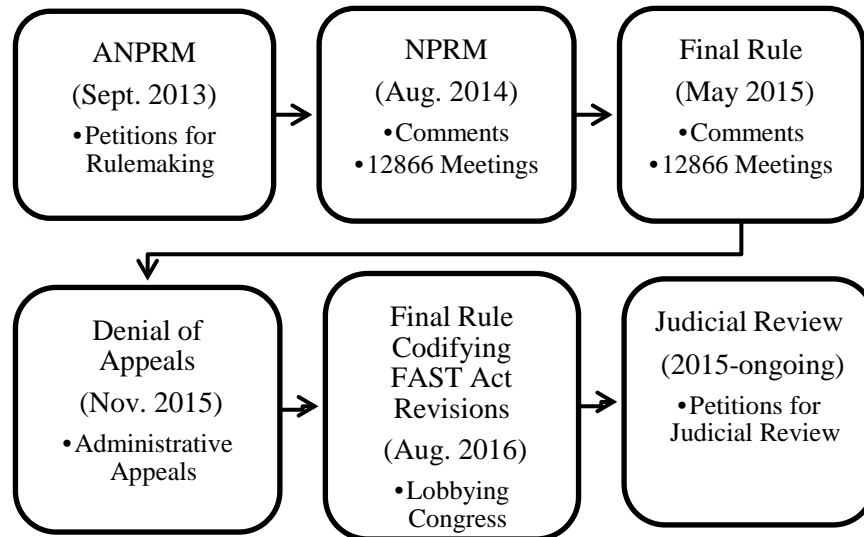 ANPRM
(Sept. 2013)
•Petitions for
Rulemaking
NPRM
(Aug. 2014)
•Comments
•12866 Meetings
Final Rule
(May 2015)
•Comments
•12866 Meetings
Denial of
Appeals
(Nov. 2015)
•Administrative
Appeals
Final Rule
Codifying
FAST Act
Revisions
(Aug. 2016)
•Lobbying
Congress
Judicial Review
(2015-ongoing)
•Petitions for
Judicial Review